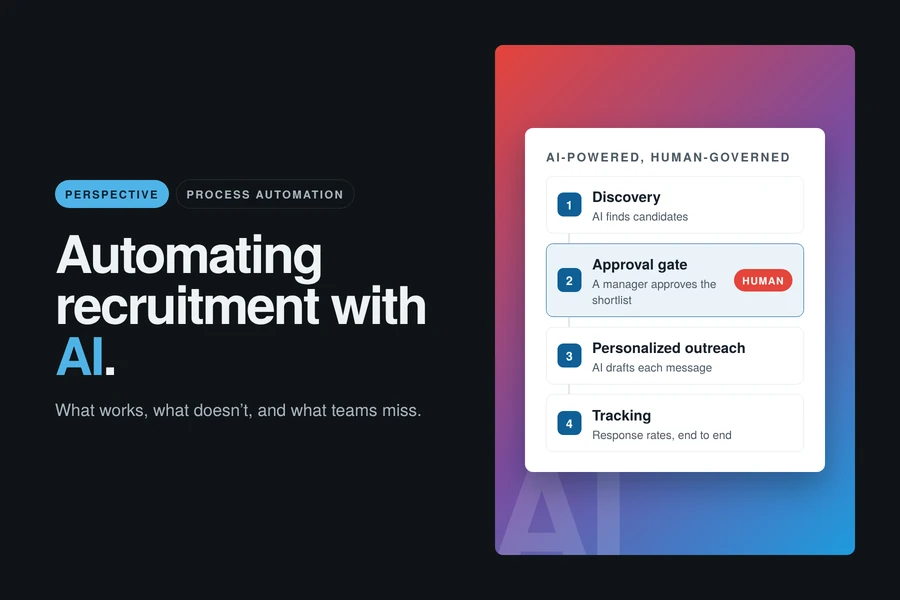 PERSPECTIVE
PROCESS AUTOMATION
Automating
recruitment with
AI.
What works, what doesn’t, and what teams miss.
AI-POWERED, HUMAN-GOVERNED
1
Discovery
AI finds candidates
2
Approval gate
A manager approves the
shortlist
HUMAN
3
Personalized outreach
AI drafts each message
4
Tracking
Response rates, end to end
AI